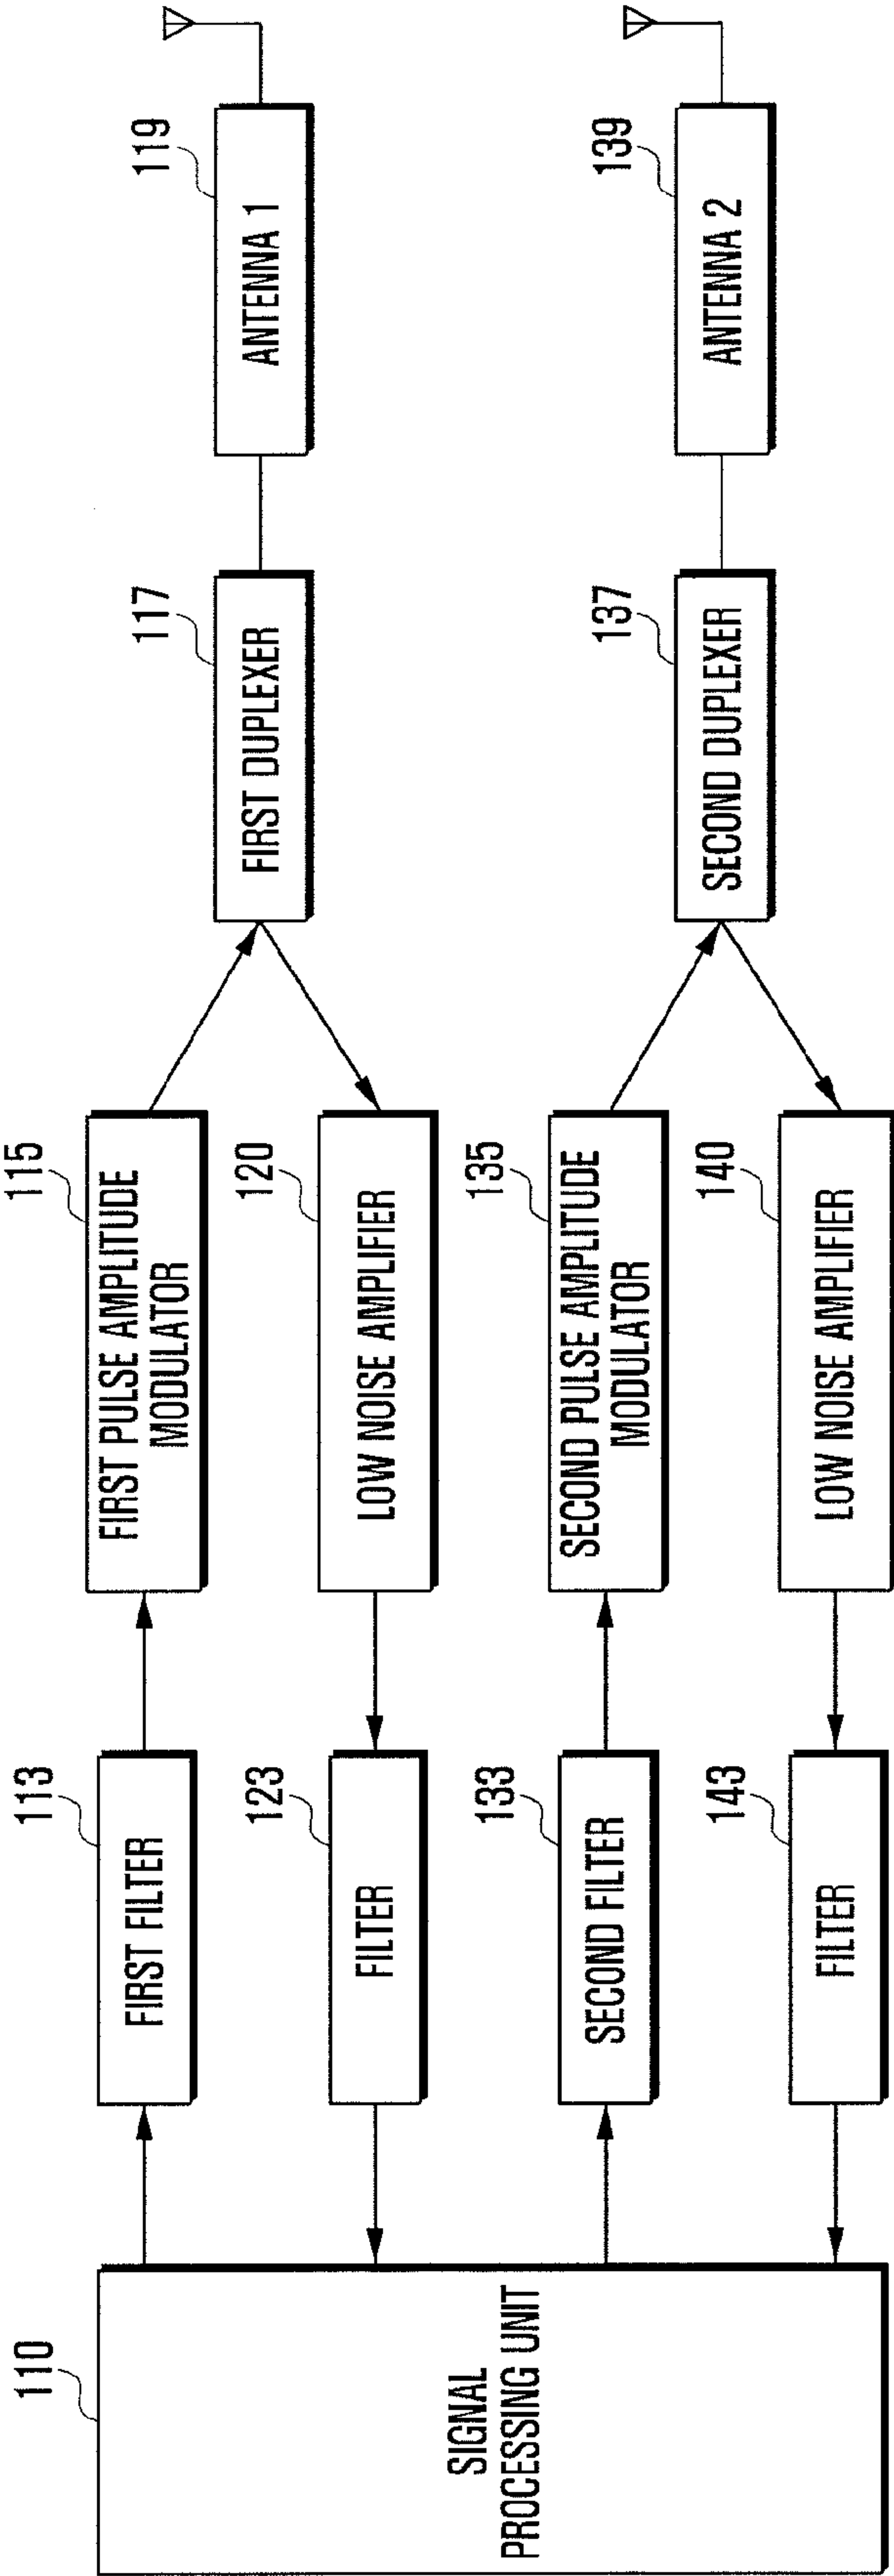 110
SIGNAL
PROCESSING UNIT
113
FIRST FILTER
115
FIRST PULSE AMPLITUDE
MODULATOR
117
FIRST DUPLEXER
119
ANTENNA 1
120
LOW NOISE AMPLIFIER
123
FILTER
133
SECOND FILTER
135
SECOND PULSE AMPLITUDE
MODULATOR
137
SECOND DUPLEXER
139
ANTENNA 2
140
LOW NOISE AMPLIFIER
143
FILTER